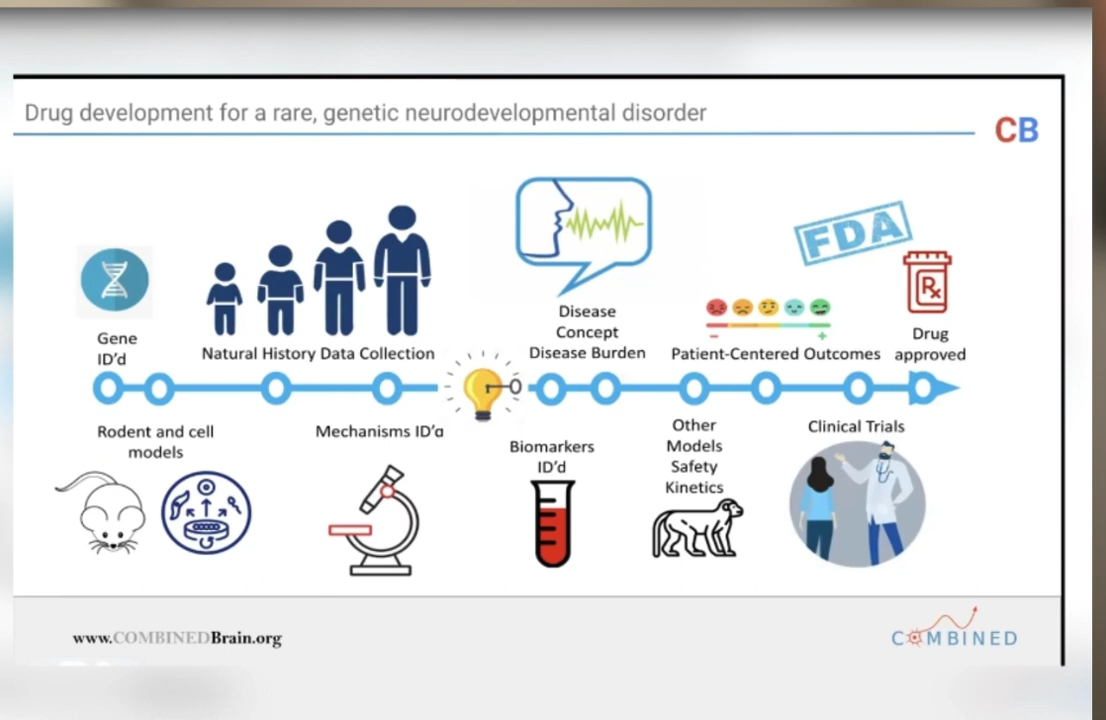 Drug development for a rare, genetic neurodevelopmental disorder
CB
FDA
Rx
Gene
ID'd
Natural History Data Collection
Disease
Concept
Disease Burden
Patient-Centered Outcomes
Drug
approved
Rodent and cell
models
Mechanisms ID'd
Biomarkers
ID'd
Other
Models
Safety
Kinetics
Clinical Trials
www.COMBINEDBrain.org
COMBINED